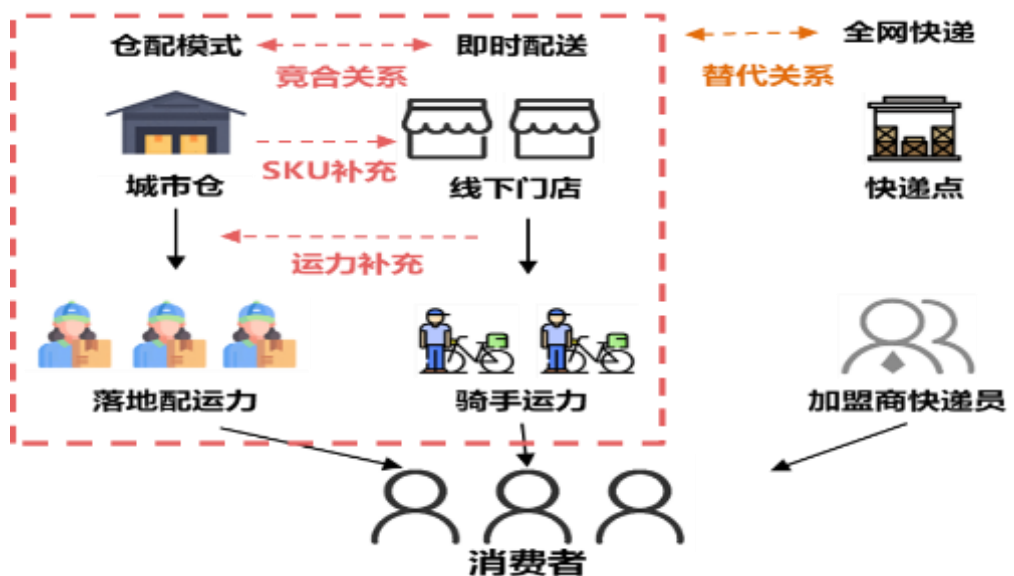 仓配模式
即时配送
全网快递
竞合关系
替代关系
SKU补充
城市仓
线下门店
快递点
运力补充
落地配运力
骑手运力
加盟商快递员
消费者